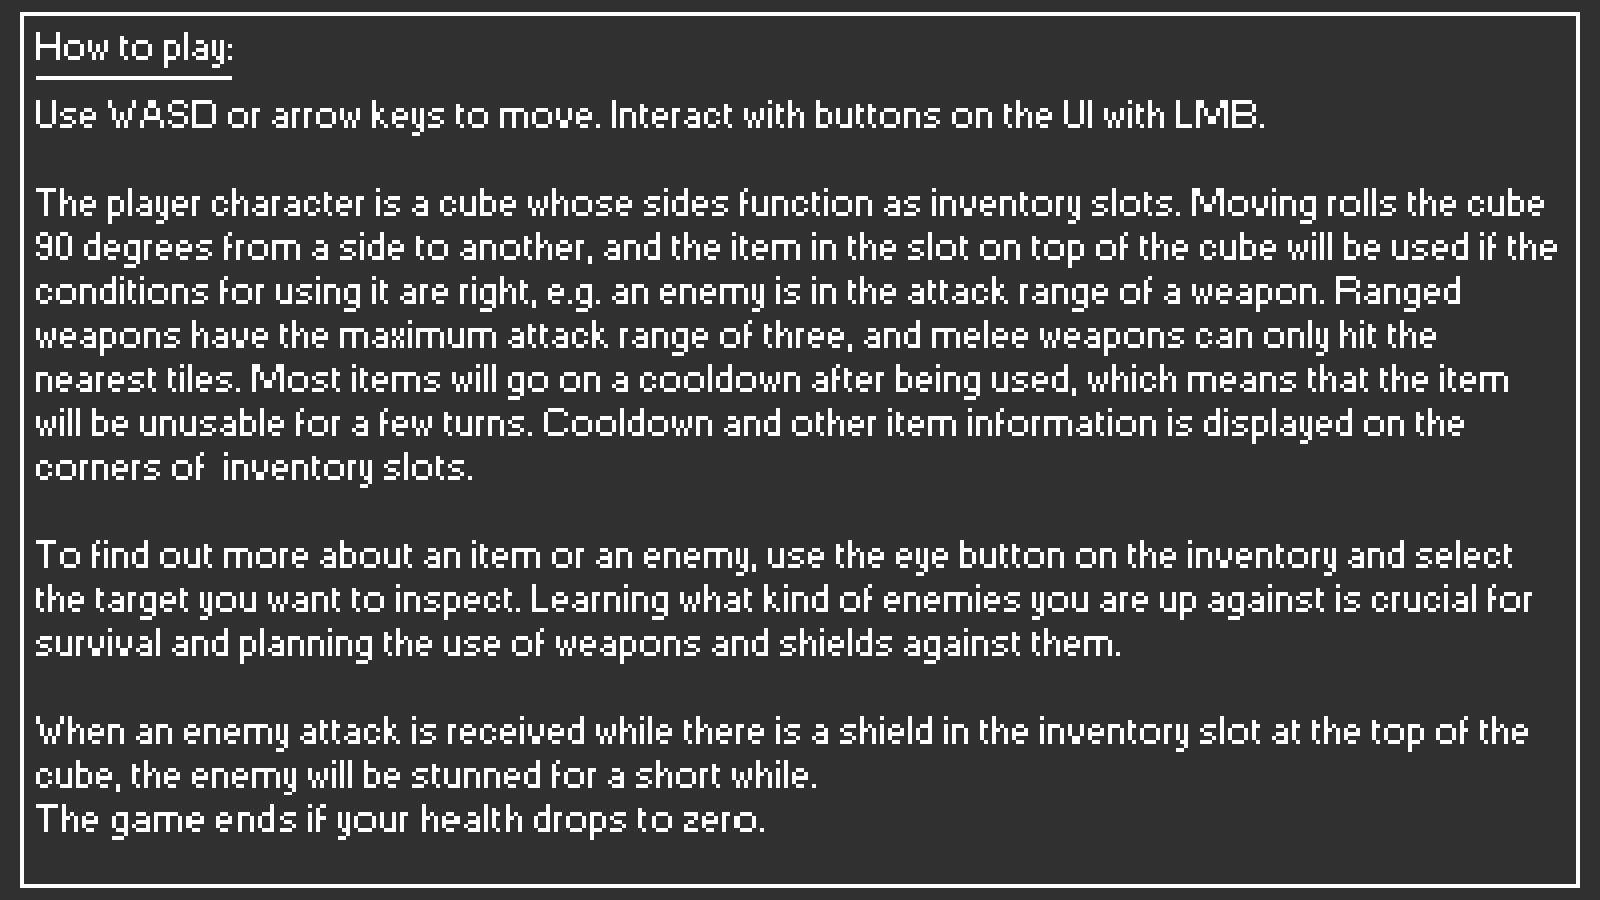 How to play:
Use WASD or arrow keys to move. Interact with buttons on the UI with LMB.
The player character is a cube whose sides function as inventory slots. Moving rolls the cube
90 degrees from a side to another, and the item in the slot on top of the cube will be used if the
conditions for using it are right, e.g. an enemy is in the attack range of a weapon. Ranged
weapons have the maximum attack range of three, and melee weapons can only hit the
nearest tiles. Most items will go on a cooldown after being used, which means that the item
will be unusable for a few turns. Cooldown and other item information is displayed on the
corners of  inventory slots.
To find out more about an item or an enemy, use the eye button on the inventory and select
the target you want to inspect. Learning what kind of enemies you are up against is crucial for
survival and planning the use of weapons and shields against them.
When an enemy attack is received while there is a shield in the inventory slot at the top of the
cube, the enemy will be stunned for a short while.
The game ends if your health drops to zero.